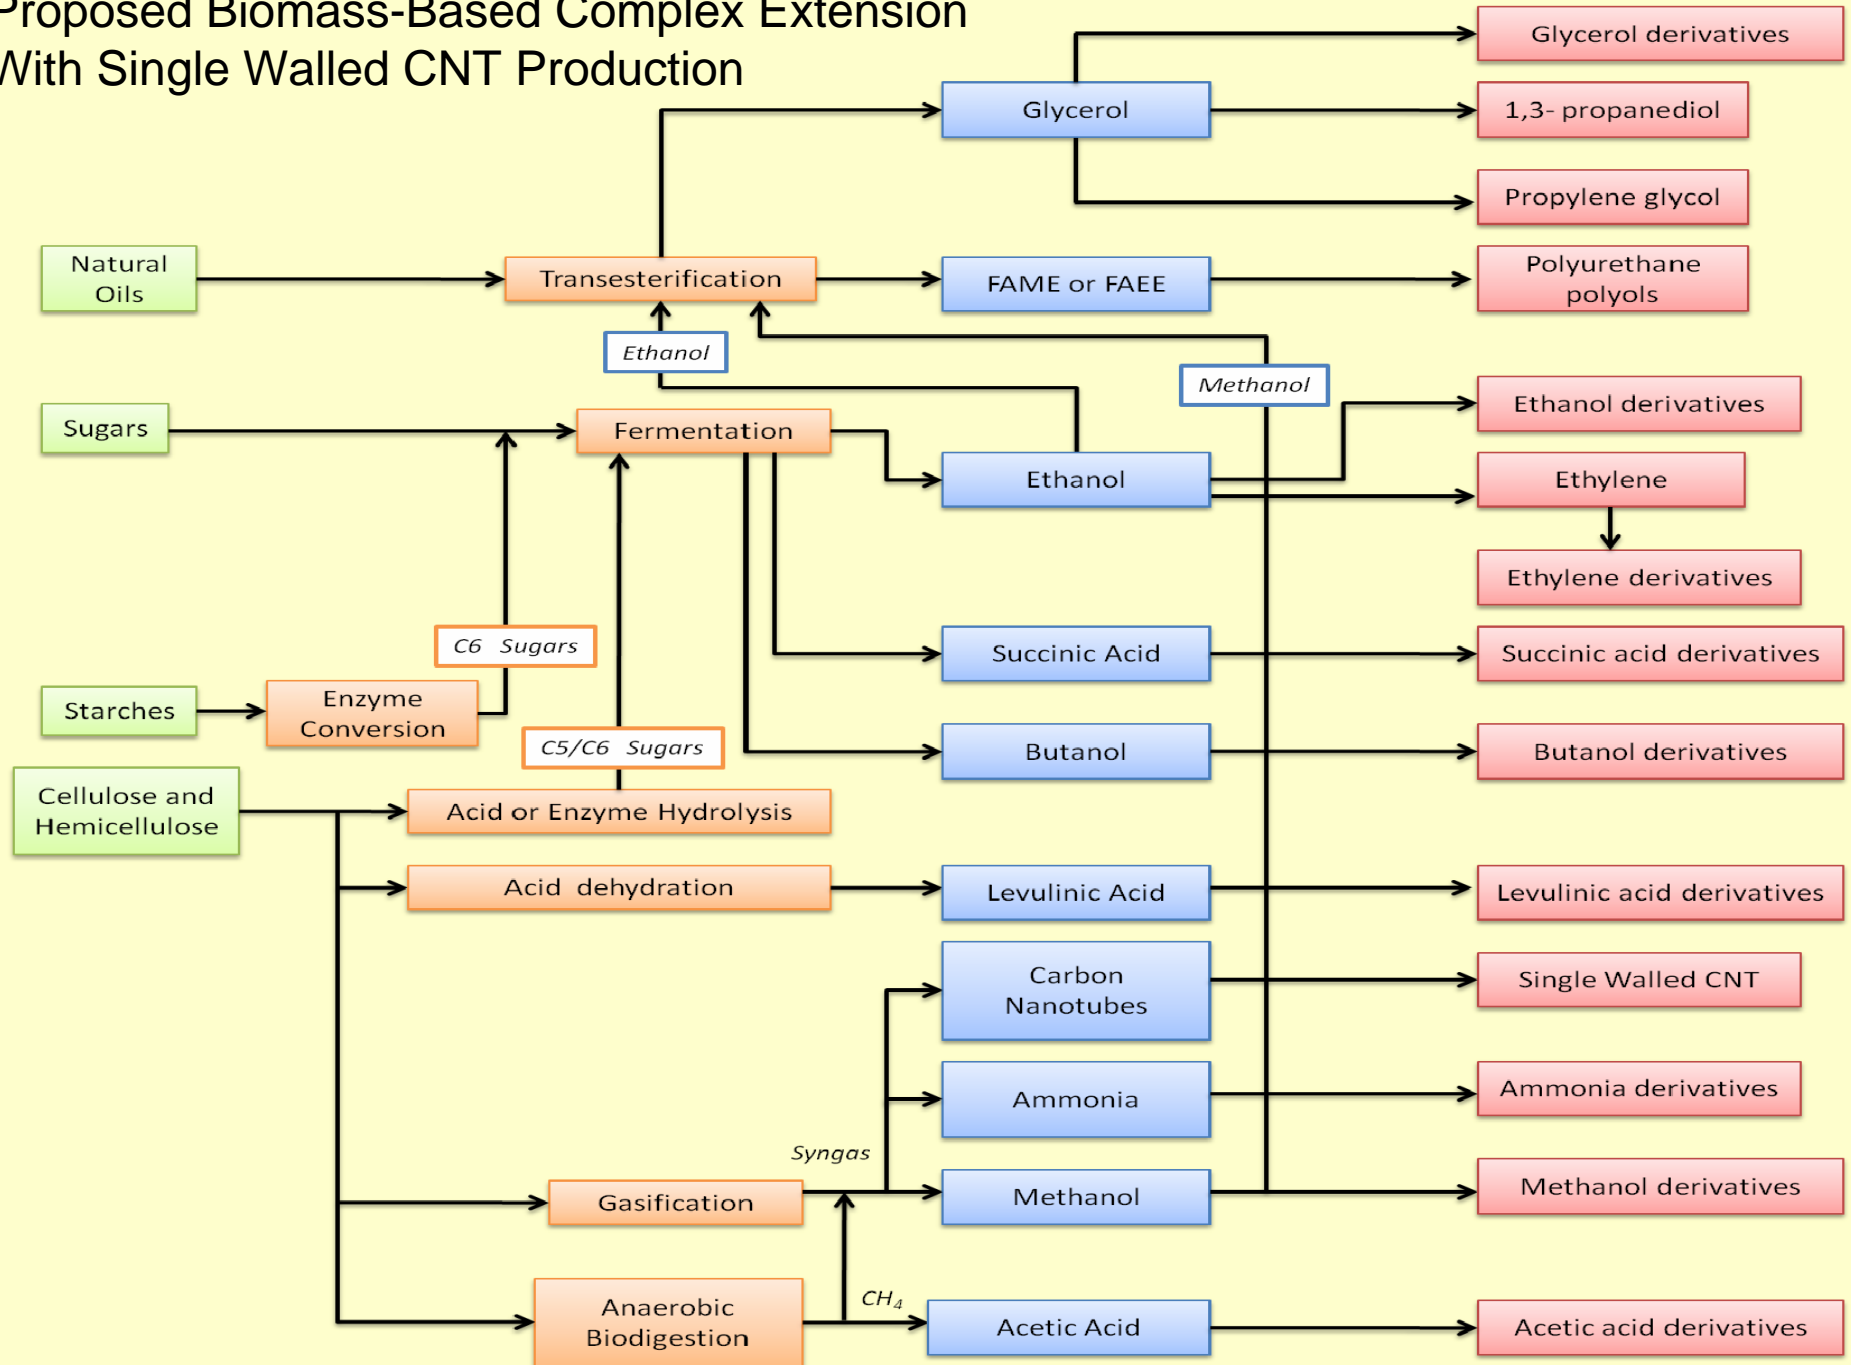 Proposed Biomass-Based Complex Extension
With Single Walled CNT Production
Glycerol derivatives
Glycerol
1,3- propanediol
Propylene glycol
Natural
Oils
Transesterification
FAME or FAEE
Polyurethane
polyols
Ethanol
Methanol
Ethanol derivatives
Sugars
Fermentation
Ethanol
Ethylene
Ethylene derivatives
C6 Sugars
Succinic Acid
Succinic acid derivatives
Starches
Enzyme
Conversion
C5/C6 Sugars
Butanol
Butanol derivatives
Cellulose and
Hemicellulose
Acid or Enzyme Hydrolysis
Acid dehydration
Levulinic Acid
Levulinic acid derivatives
Carbon
Nanotubes
Single Walled CNT
Ammonia
Ammonia derivatives
Syngas
Gasification
Methanol
Methanol derivatives
Anaerobic
Biodigestion
CH₄
Acetic Acid
Acetic acid derivatives